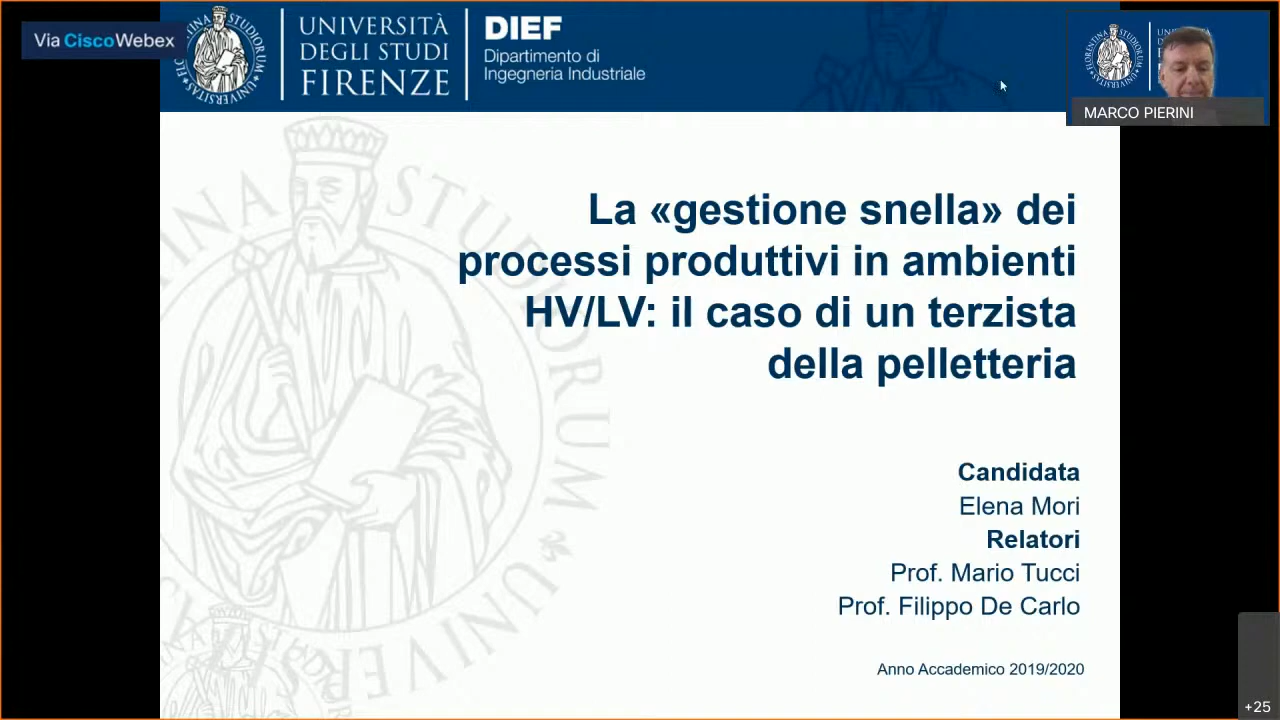 Via Cisco Webex
UNIVERSITÀ
DEGLI STUDI
FIRENZE
DIEF
Dipartimento di
Ingegneria Industriale
MARCO PIERINI
La «gestione snella» dei
processi produttivi in ambienti
HV/LV: il caso di un terzista
della pelletteria
Candidata
Elena Mori
Relatori
Prof. Mario Tucci
Prof. Filippo De Carlo
Anno Accademico 2019/2020
+25